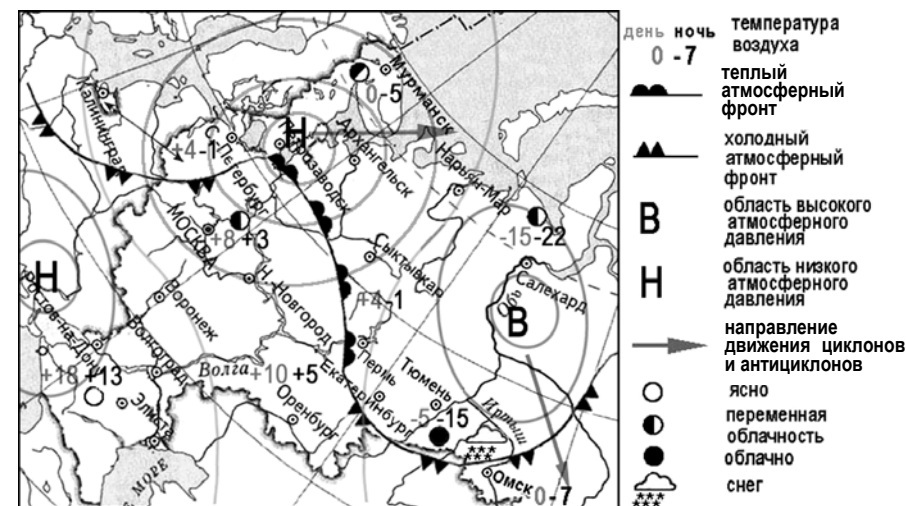 Калининград
Мурманск
0 -5
+4 -1
С. Петербург
Н
Петрозаводск
Архангельск
Нарьян-Мар
МОСКВА
+8 +3
Сыктывкар
-15 -22
Салехард
Обь
В
Н
Ростов-на-Дону
Воронеж
Н. Новгород
+4 -1
Волгоград
Волга
+10 +5
Пермь
Тюмень
Екатеринбург
+18 +13
Элиста
Оренбург
-5 -15
Иртыш
Омск
0 -7
МОРЕ
день ночь
0 -7
температура
воздуха
теплый
атмосферный
фронт
холодный
атмосферный
фронт
В
область высокого
атмосферного
давления
Н
область низкого
атмосферного
давления
направление
движения циклонов
и антициклонов
ясно
переменная
облачность
облачно
снег